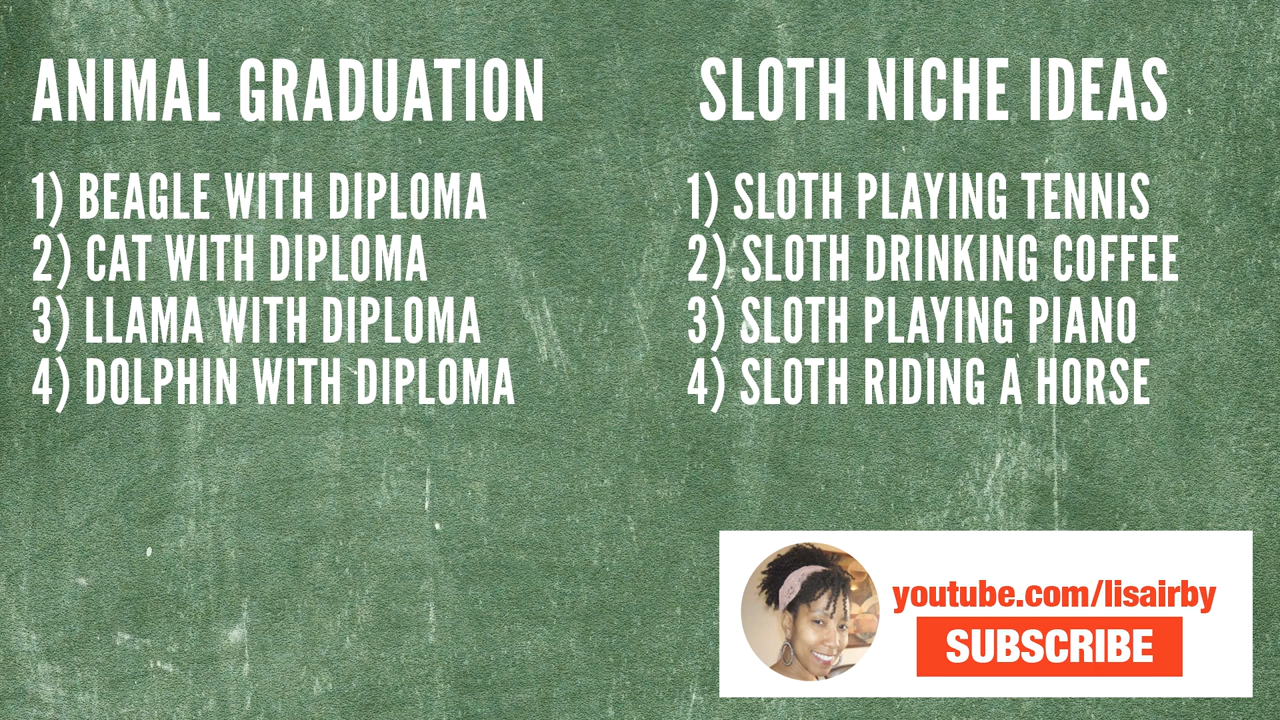 ANIMAL GRADUATION
1) BEAGLE WITH DIPLOMA
2) CAT WITH DIPLOMA
3) LLAMA WITH DIPLOMA
4) DOLPHIN WITH DIPLOMA
SLOTH NICHE IDEAS
1) SLOTH PLAYING TENNIS
2) SLOTH DRINKING COFFEE
3) SLOTH PLAYING PIANO
4) SLOTH RIDING A HORSE
youtube.com/lisairby
SUBSCRIBE